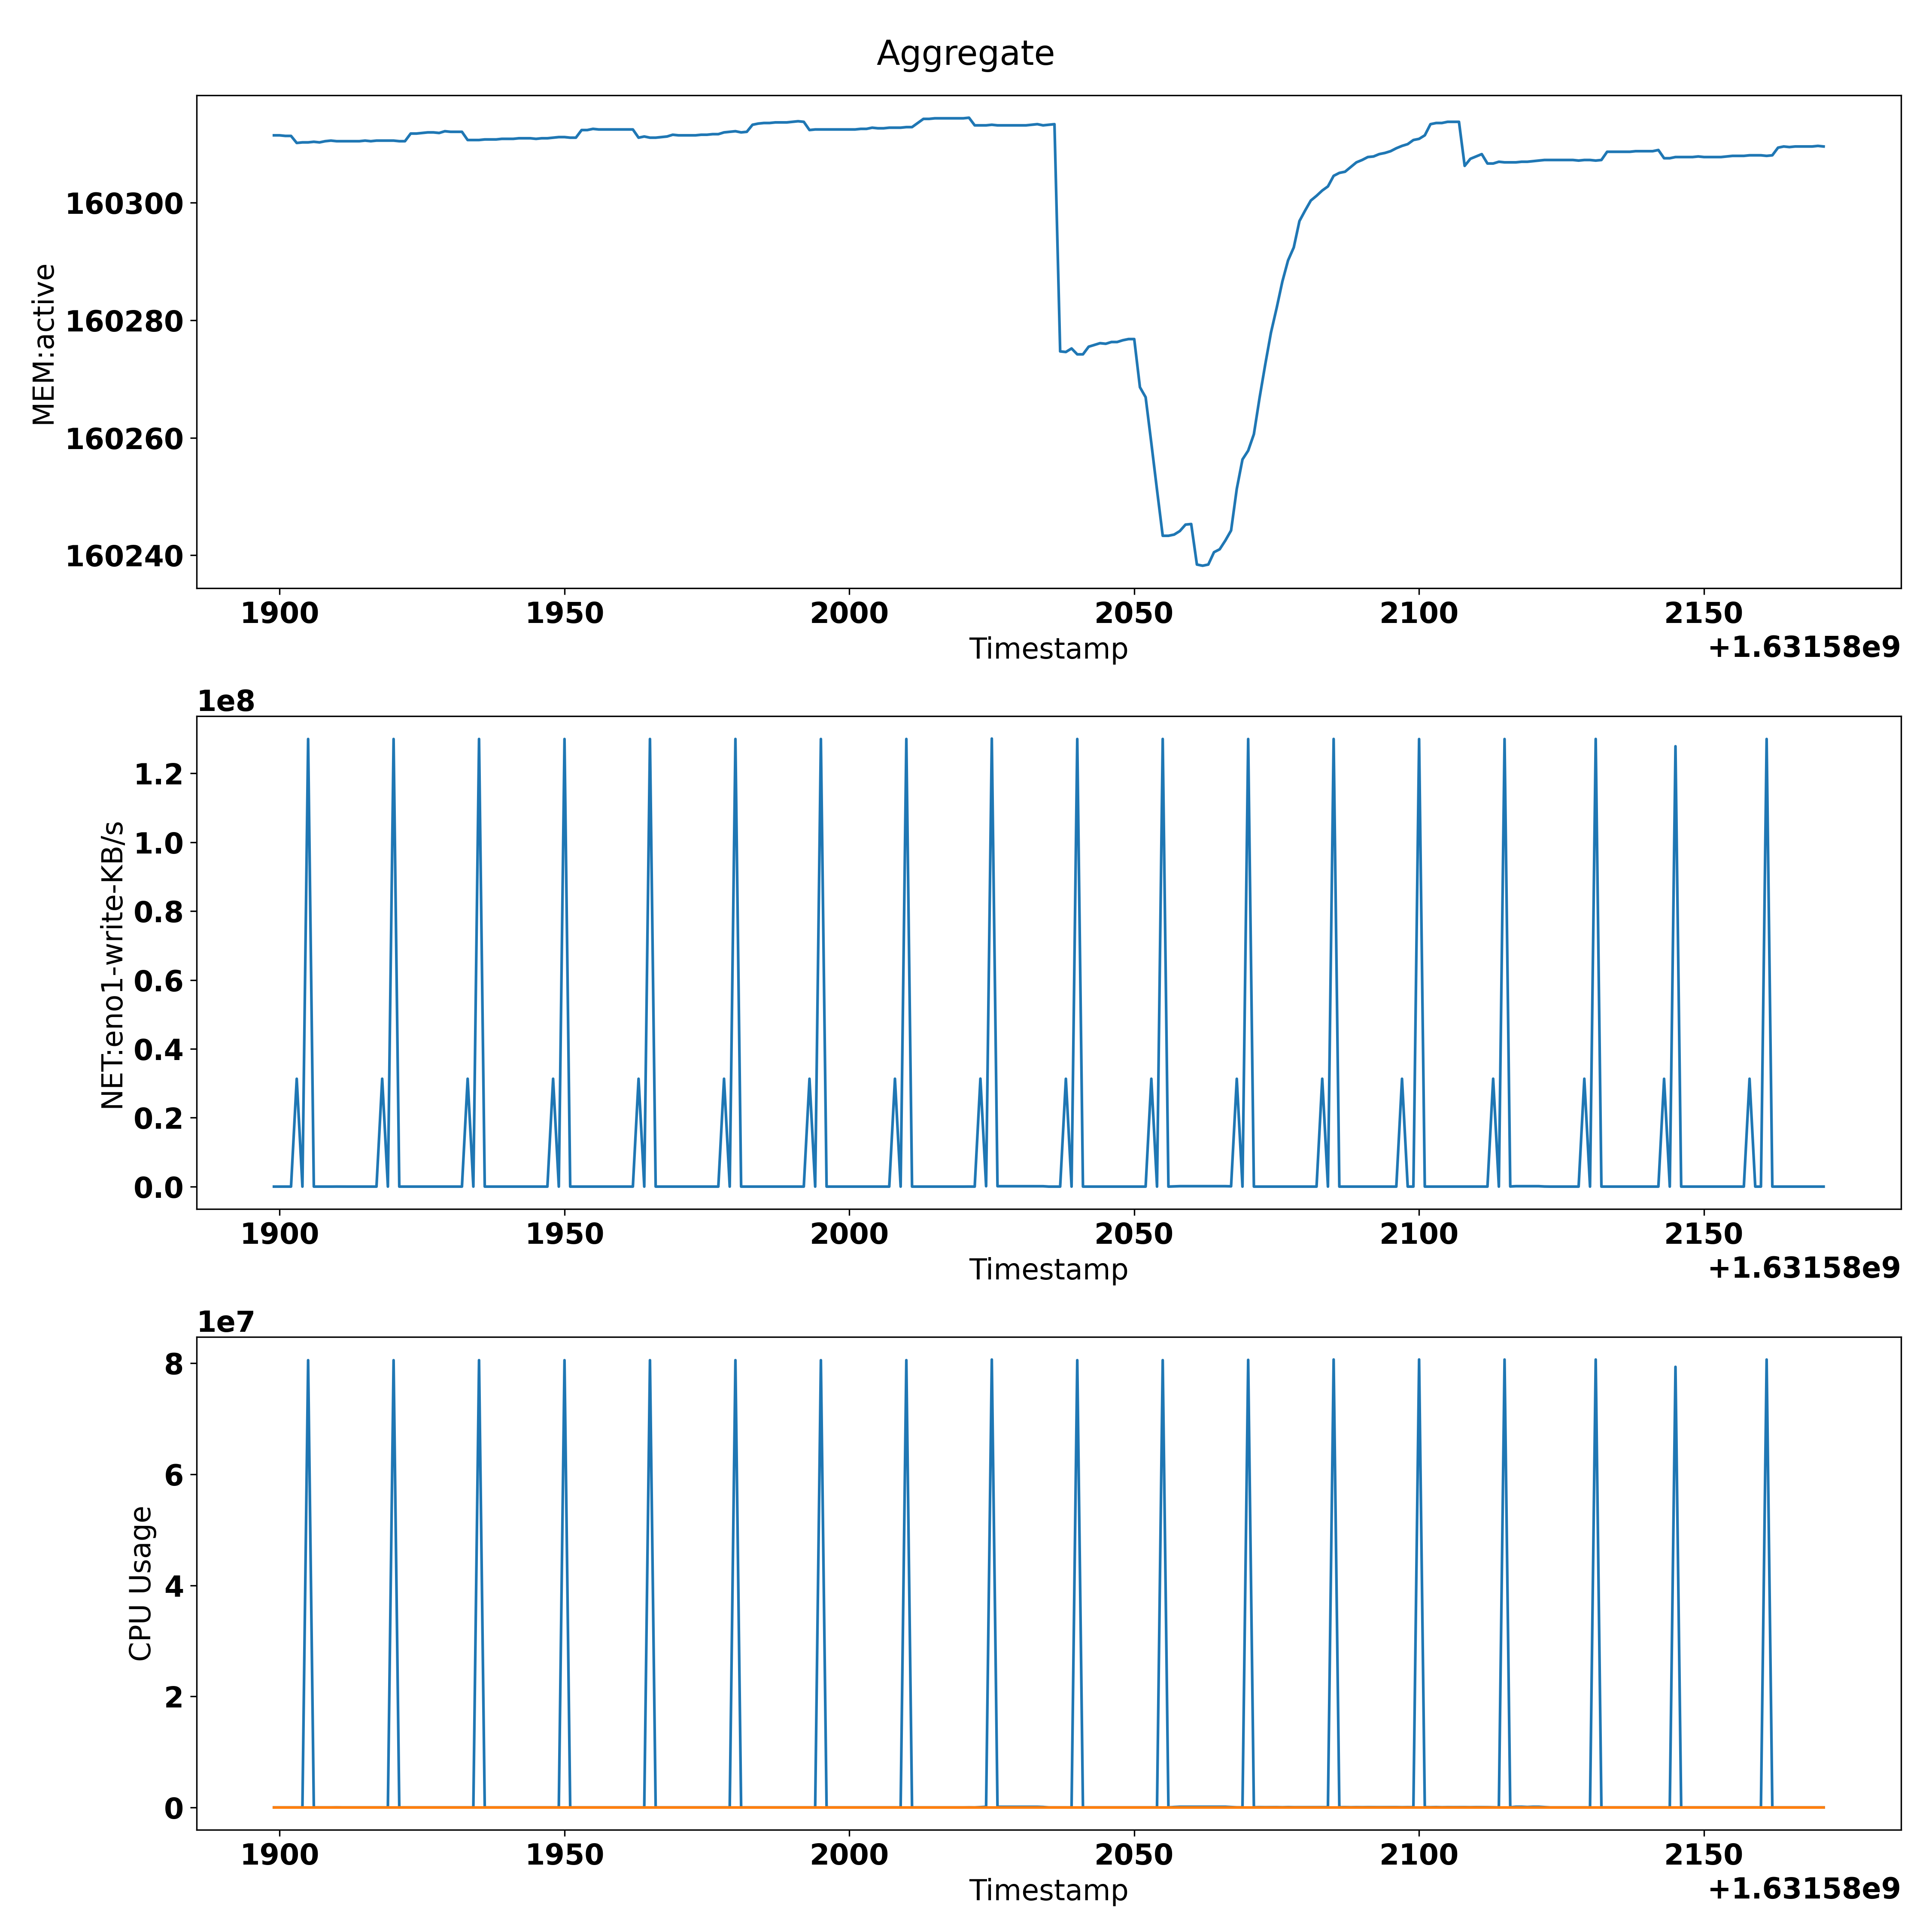 Aggregate
MEM:active
160300
160280
160260
160240
1900 1950 2000 2050 2100 2150
Timestamp
+1.63158e9
1e8
NET:eno1-write-KB/s
1.2
1.0
0.8
0.6
0.4
0.2
0.0
1900 1950 2000 2050 2100 2150
Timestamp
+1.63158e9
1e7
CPU Usage
8
6
4
2
0
1900 1950 2000 2050 2100 2150
Timestamp
+1.63158e9